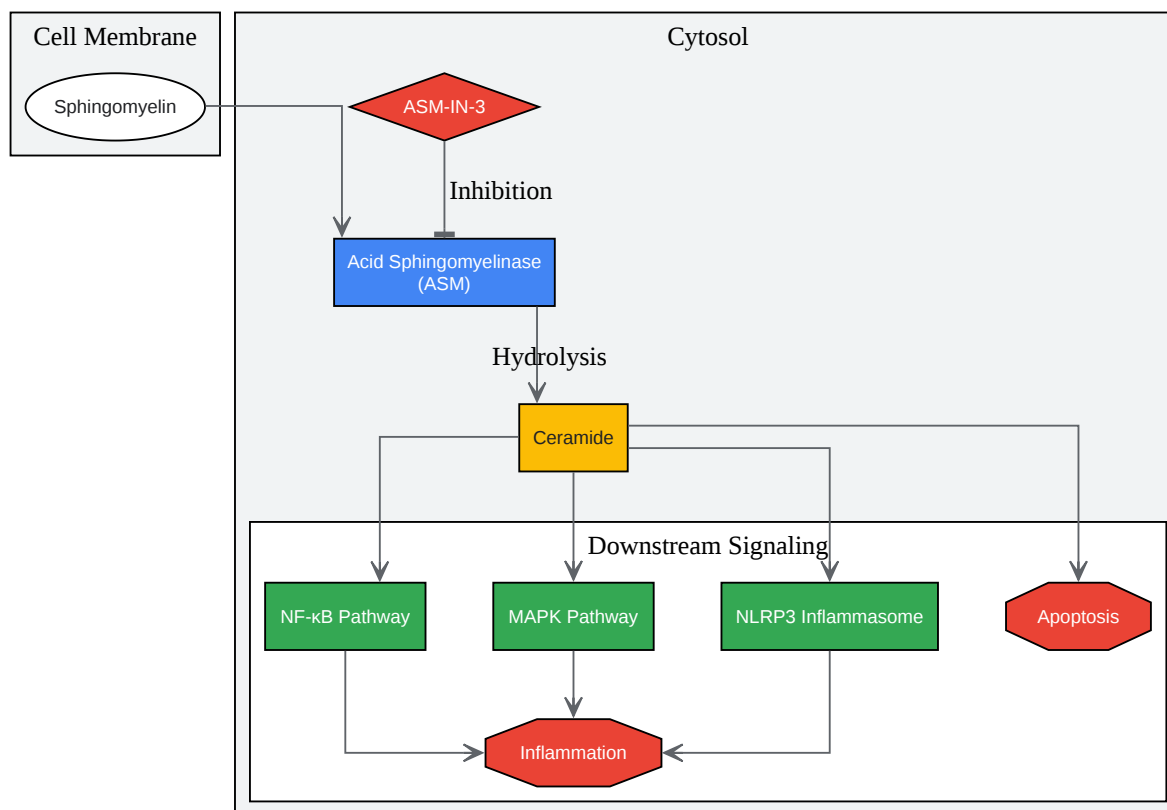 Cell Membrane
Cytosol
Sphingomyelin
ASM-IN-3
Inhibition
Acid Sphingomyelinase
(ASM)
Hydrolysis
Ceramide
Downstream Signaling
NF-κB Pathway
MAPK Pathway
NLRP3 Inflammasome
Apoptosis
Inflammation